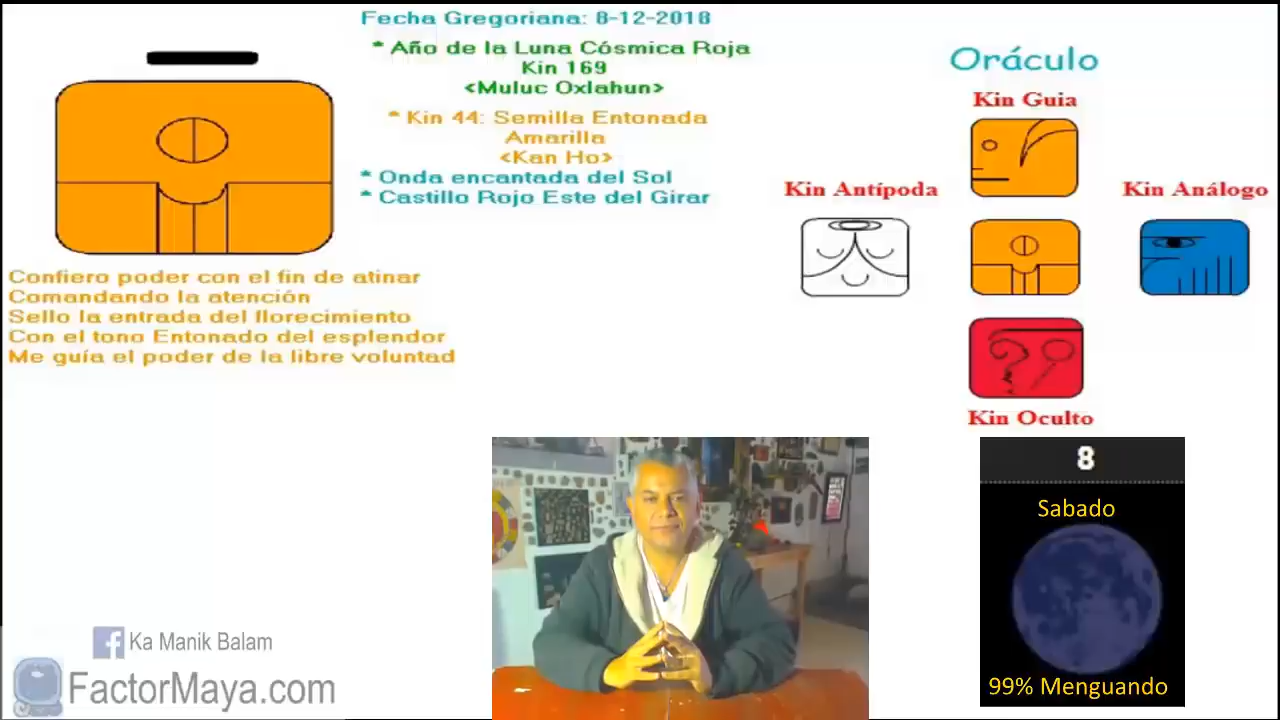 Fecha Gregoriana: 8-12-2018
* Año de la Luna Cósmica Roja
Kin 169
<Muluc Oxlahun>
* Kin 44: Semilla Entonada
Amarilla
<Kan Ho>
* Onda encantada del Sol
* Castillo Rojo Este del Girar
Confiero poder con el fin de atinar
Comandando la atención
Sello la entrada del florecimiento
Con el tono Entonado del esplendor
Me guía el poder de la libre voluntad
Oráculo
Kin Guia
Kin Antípoda
Kin Análogo
Kin Oculto
8
Sabado
99% Menguando
Ka Manik Balam
FactorMaya.com